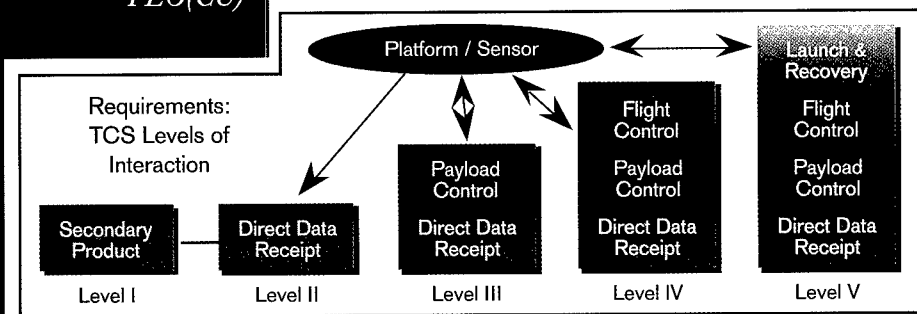 PEO(CU)
Platform / Sensor
Requirements:
TCS Levels of
Interaction
Secondary
Product
Level I
Direct Data
Receipt
Level II
Payload
Control
Direct Data
Receipt
Level III
Flight
Control
Payload
Control
Direct Data
Receipt
Level IV
Launch &
Recovery
Flight
Control
Payload
Control
Direct Data
Receipt
Level V